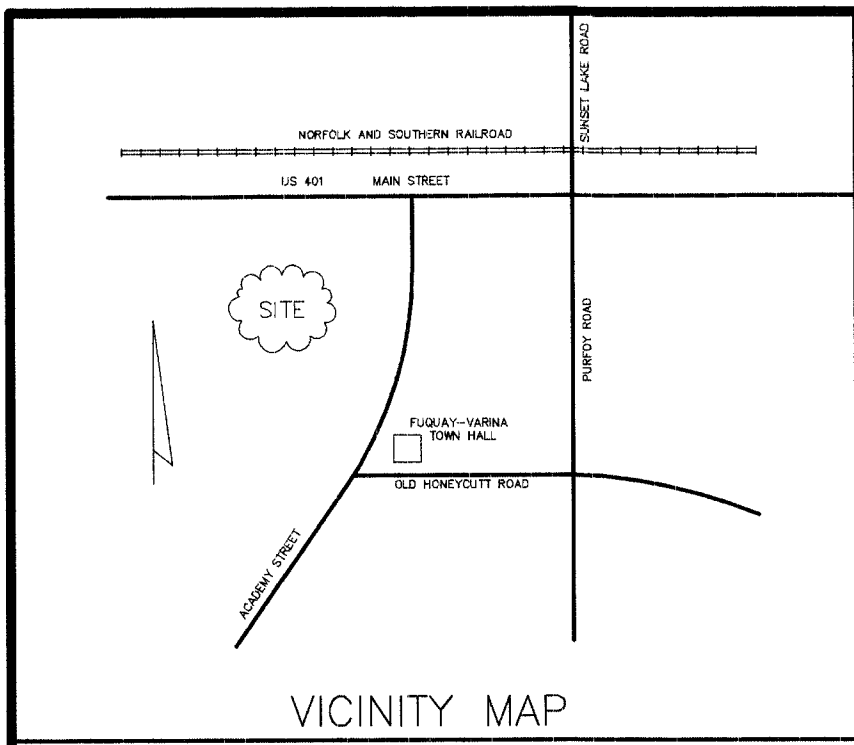 SUNSET LAKE ROAD
NORFOLK AND SOUTHERN RAILROAD
US 401 MAIN STREET
SITE
PURFOY ROAD
FUQUAY-VARINA
TOWN HALL
OLD HONEYCUTT ROAD
ACADEMY STREET
VICINITY MAP